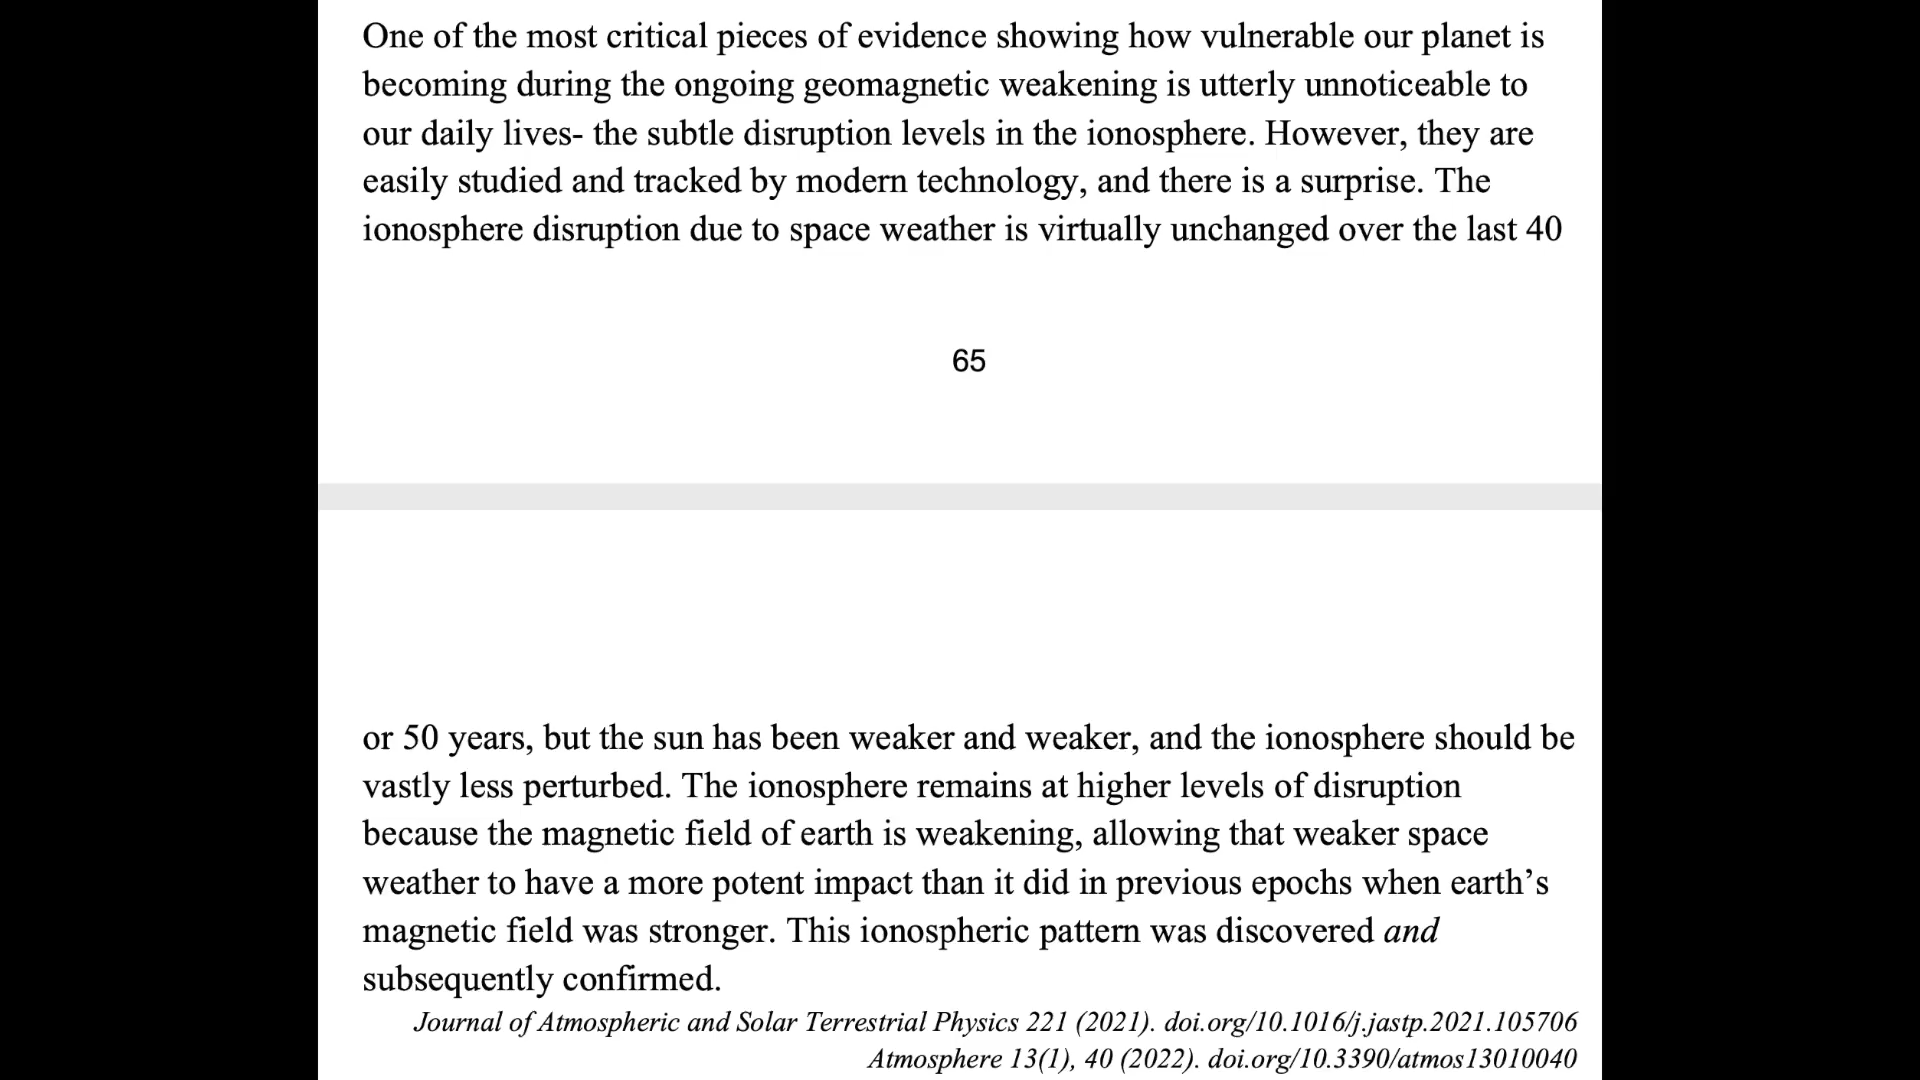 One of the most critical pieces of evidence showing how vulnerable our planet is
becoming during the ongoing geomagnetic weakening is utterly unnoticeable to
our daily lives- the subtle disruption levels in the ionosphere. However, they are
easily studied and tracked by modern technology, and there is a surprise. The
ionosphere disruption due to space weather is virtually unchanged over the last 40
65
or 50 years, but the sun has been weaker and weaker, and the ionosphere should be
vastly less perturbed. The ionosphere remains at higher levels of disruption
because the magnetic field of earth is weakening, allowing that weaker space
weather to have a more potent impact than it did in previous epochs when earth’s
magnetic field was stronger. This ionospheric pattern was discovered and
subsequently confirmed.
Journal of Atmospheric and Solar Terrestrial Physics 221 (2021). doi.org/10.1016/j.jastp.2021.105706
Atmosphere 13(1), 40 (2022). doi.org/10.3390/atmos13010040